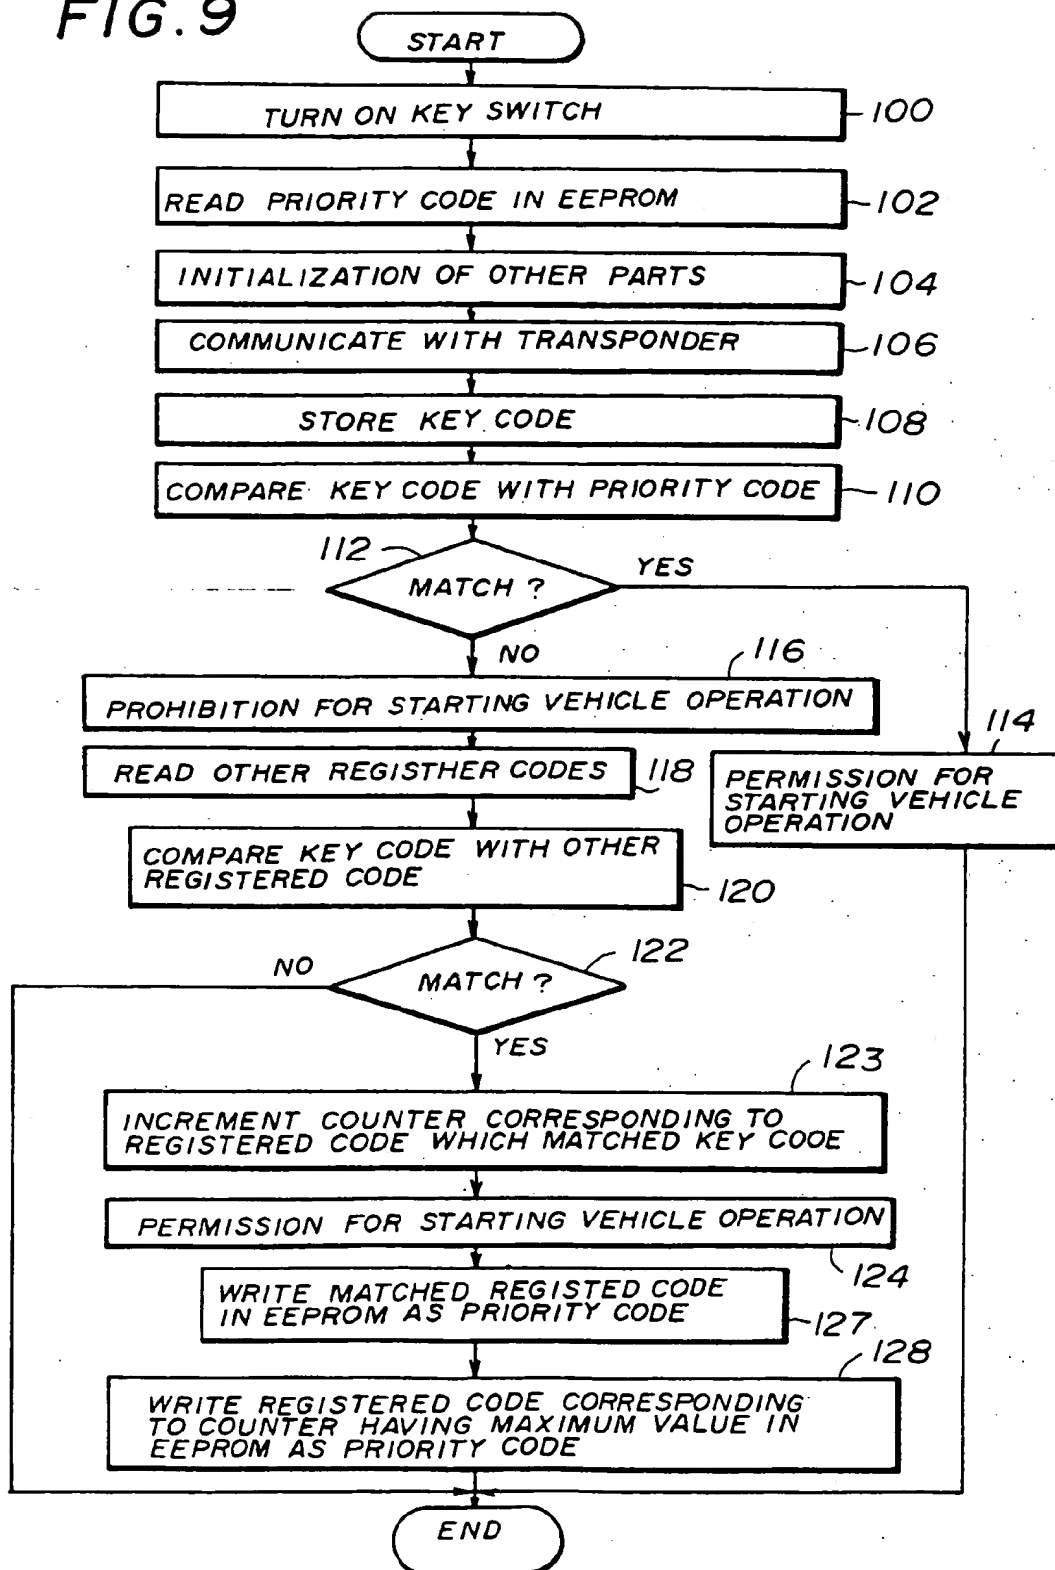 FIG. 9
START
TURN ON KEY SWITCH
100
READ PRIORITY CODE IN EEPROM
102
INITIALIZATION OF OTHER PARTS
104
COMMUNICATE WITH TRANSPONDER
106
STORE KEY CODE
108
COMPARE KEY CODE WITH PRIORITY CODE
110
112
MATCH ?
YES
NO
116
PROHIBITION FOR STARTING VEHICLE OPERATION
114
READ OTHER REGISTHER CODES
118
PERMISSION FOR
STARTING VEHICLE
OPERATION
COMPARE KEY CODE WITH OTHER
REGISTERED CODE
120
122
NO
MATCH ?
YES
123
INCREMENT COUNTER CORRESPONDING TO
REGISTERED CODE WHICH MATCHED KEY COOE
PERMISSION FOR STARTING VEHICLE OPERATION
124
WRITE MATCHED REGISTED CODE
IN EEPROM AS PRIORITY CODE
127
128
WRITE REGISTERED CODE CORRESPONDING
TO COUNTER HAVING MAXIMUM VALUE IN
EEPROM AS PRIORITY CODE
END